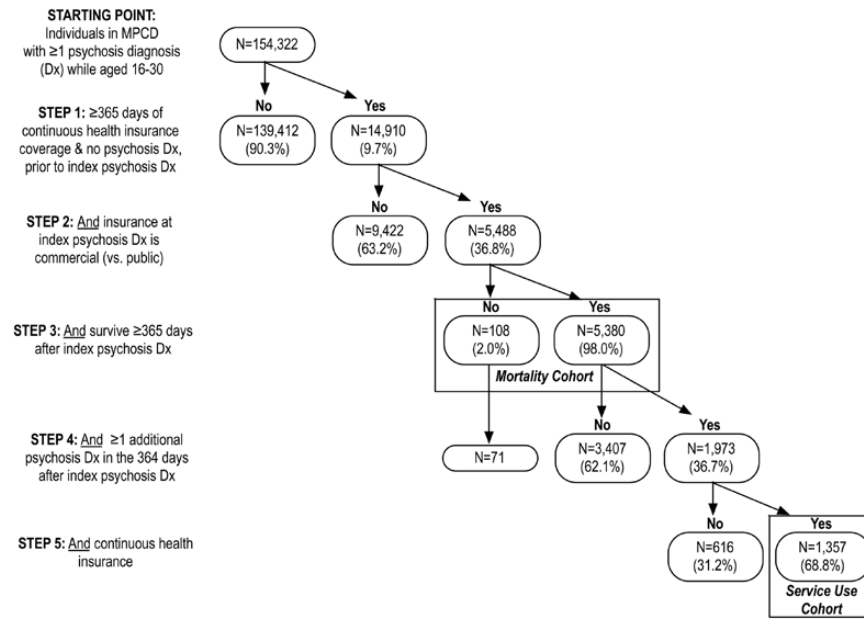 STARTING POINT:
Individuals in MPCD
with ≥1 psychosis diagnosis
(Dx) while aged 16-30
N=154,322
No
Yes
STEP 1: ≥365 days of
continuous health insurance
coverage & no psychosis Dx,
prior to index psychosis Dx
N=139,412
(90.3%)
N=14,910
(9.7%)
No
Yes
STEP 2: And insurance at
index psychosis Dx is
commercial (vs. public)
N=9,422
(63.2%)
N=5,488
(36.8%)
No
Yes
STEP 3: And survive ≥365 days
after index psychosis Dx
N=108
(2.0%)
N=5,380
(98.0%)
Mortality Cohort
No
Yes
STEP 4: And ≥1 additional
psychosis Dx in the 364 days
after index psychosis Dx
N=71
N=3,407
(62.1%)
N=1,973
(36.7%)
No
Yes
STEP 5: And continuous health
insurance
N=616
(31.2%)
N=1,357
(68.8%)
Service Use
Cohort